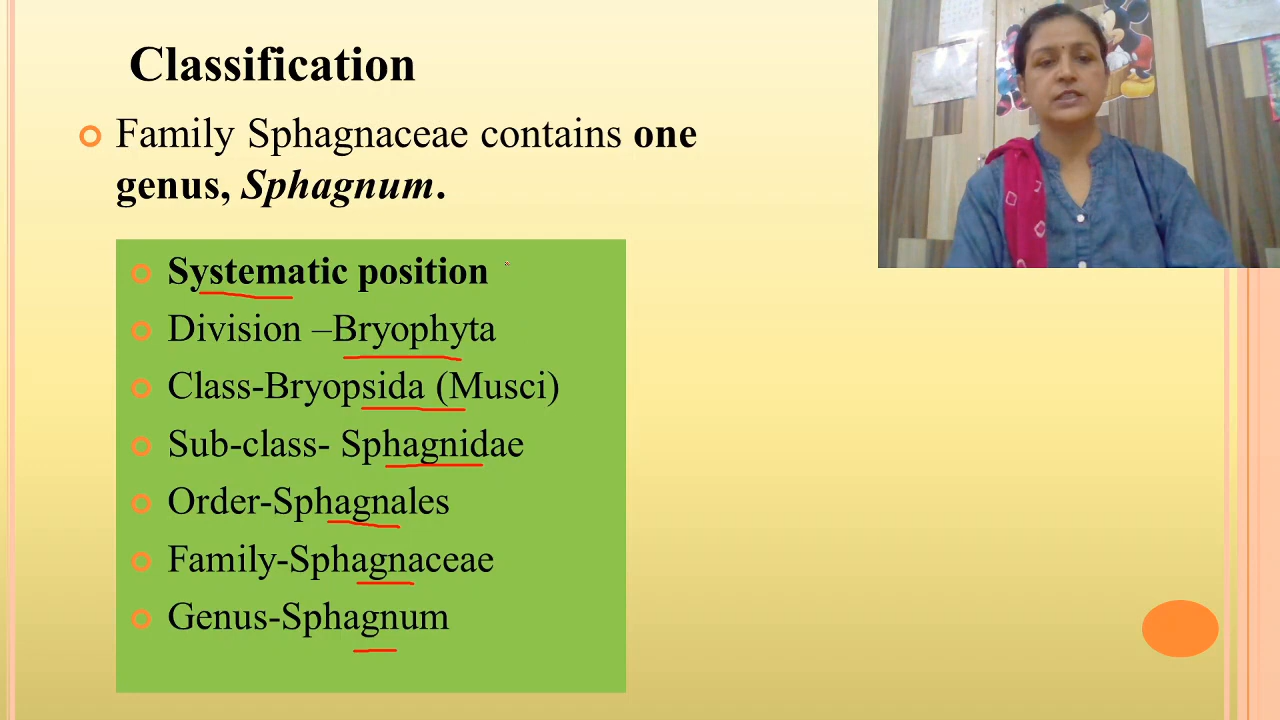 Classification
Family Sphagnaceae contains one
genus, Sphagnum.
Systematic position
Division –Bryophyta
Class-Bryopsida (Musci)
Sub-class- Sphagnidae
Order-Sphagnales
Family-Sphagnaceae
Genus-Sphagnum